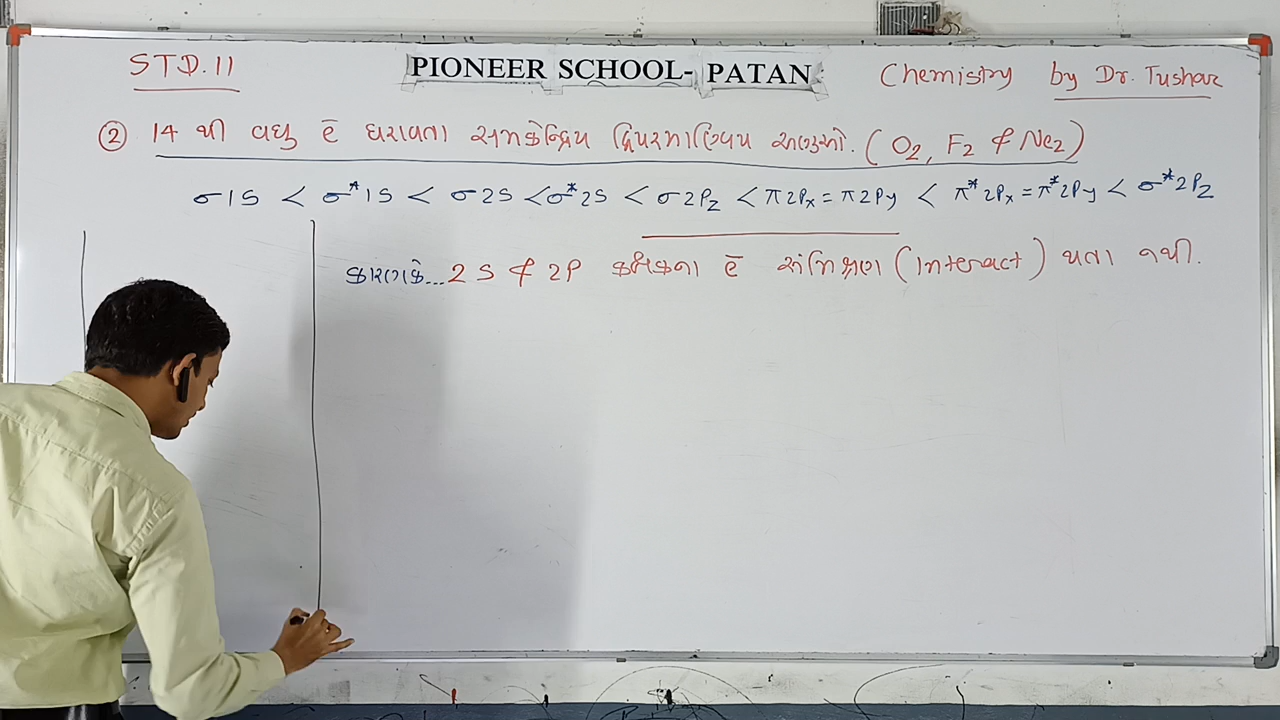 STD.11 PIONEER SCHOOL- PATAN Chemistry by Dr. Tushar
② 14 થી વધુ ē ધરાવતા સમકેન્દ્રિય દ્વિપરમાણ્વિય અણુઓ. (O₂, F₂ & Ne₂)
σ1S < σ*1S < σ2S < σ*2S < σ2Pz < π2Px = π2Py < π*2Px = π*2Py < σ*2Pz
કારણકે... 2S & 2P કક્ષકના ē સંમિશ્રણ (Interact) થતા નથી.